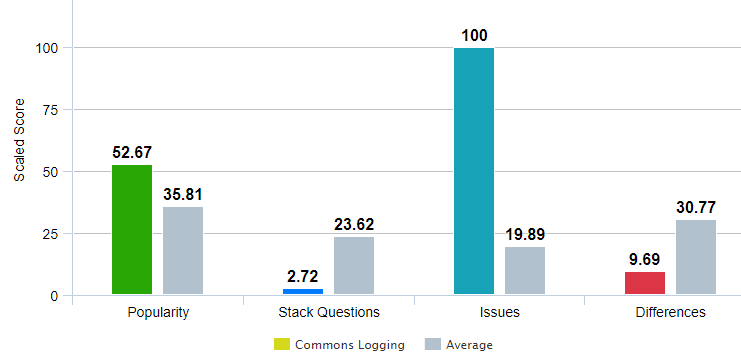 Scaled Score
100
75
50
25
0
52.67
35.81
2.72
23.62
100
19.89
9.69
30.77
Popularity
Stack Questions
Issues
Differences
Commons Logging
Average